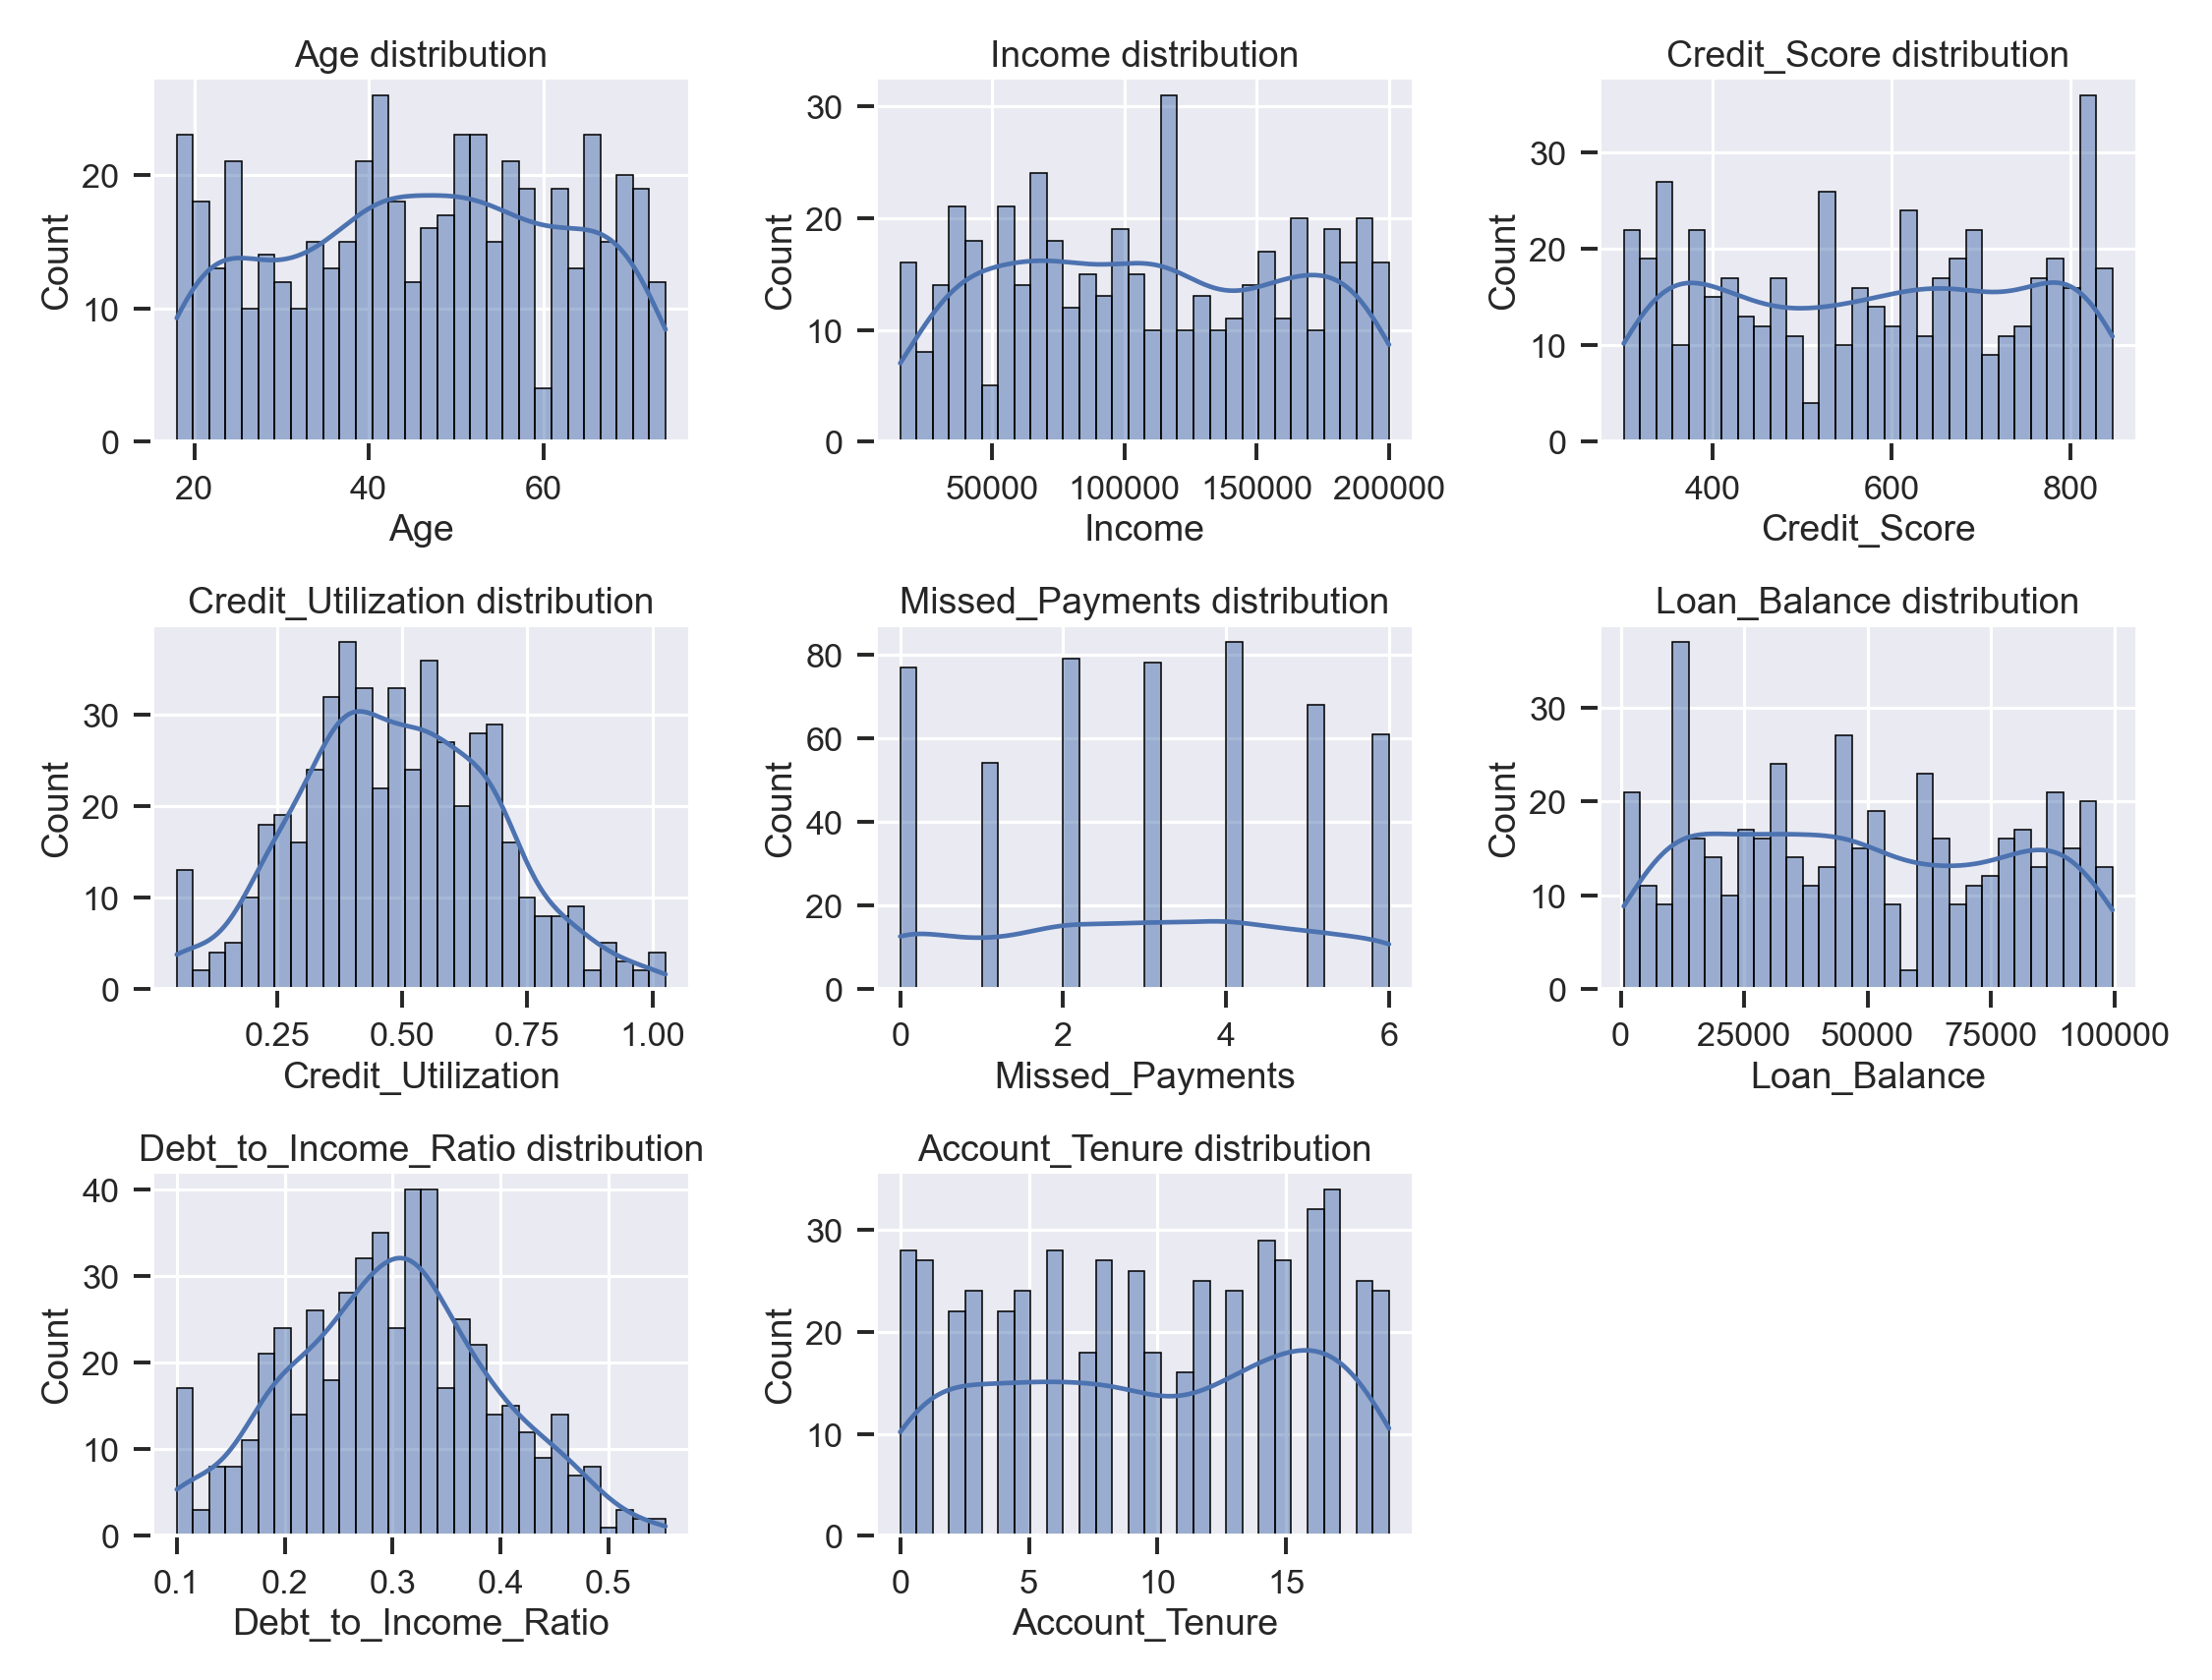 Age distribution
Count
20
10
0
20 40 60
Age
Income distribution
Count
30
20
10
0
50000 100000 150000 200000
Income
Credit_Score distribution
Count
30
20
10
0
400 600 800
Credit_Score
Credit_Utilization distribution
Count
30
20
10
0
0.25 0.50 0.75 1.00
Credit_Utilization
Missed_Payments distribution
Count
80
60
40
20
0
0 2 4 6
Missed_Payments
Loan_Balance distribution
Count
30
20
10
0
0 25000 50000 75000 100000
Loan_Balance
Debt_to_Income_Ratio distribution
Count
40
30
20
10
0
0.1 0.2 0.3 0.4 0.5
Debt_to_Income_Ratio
Account_Tenure distribution
Count
30
20
10
0
0 5 10 15
Account_Tenure